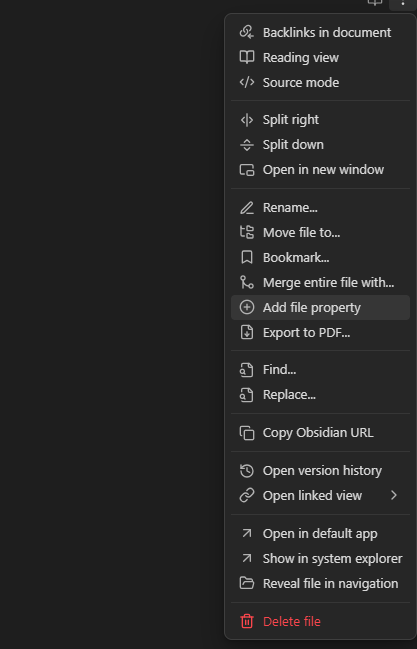 Backlinks in document
Reading view
Source mode
Split right
Split down
Open in new window
Rename...
Move file to...
Bookmark...
Merge entire file with...
Add file property
Export to PDF...
Find...
Replace...
Copy Obsidian URL
Open version history
Open linked view
Open in default app
Show in system explorer
Reveal file in navigation
Delete file